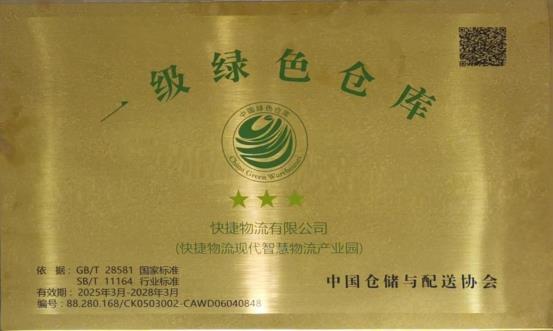 一级绿色仓库
中国绿色仓库
China Green Warehouses
快捷物流有限公司
(快捷物流现代智慧物流产业园)
依 据：GB/T 28581 国家标准
SB/T 11164 行业标准
有效期：2025年3月-2028年3月
编号：88.280.168/CK0503002-CAWD06040848
中国仓储与配送协会